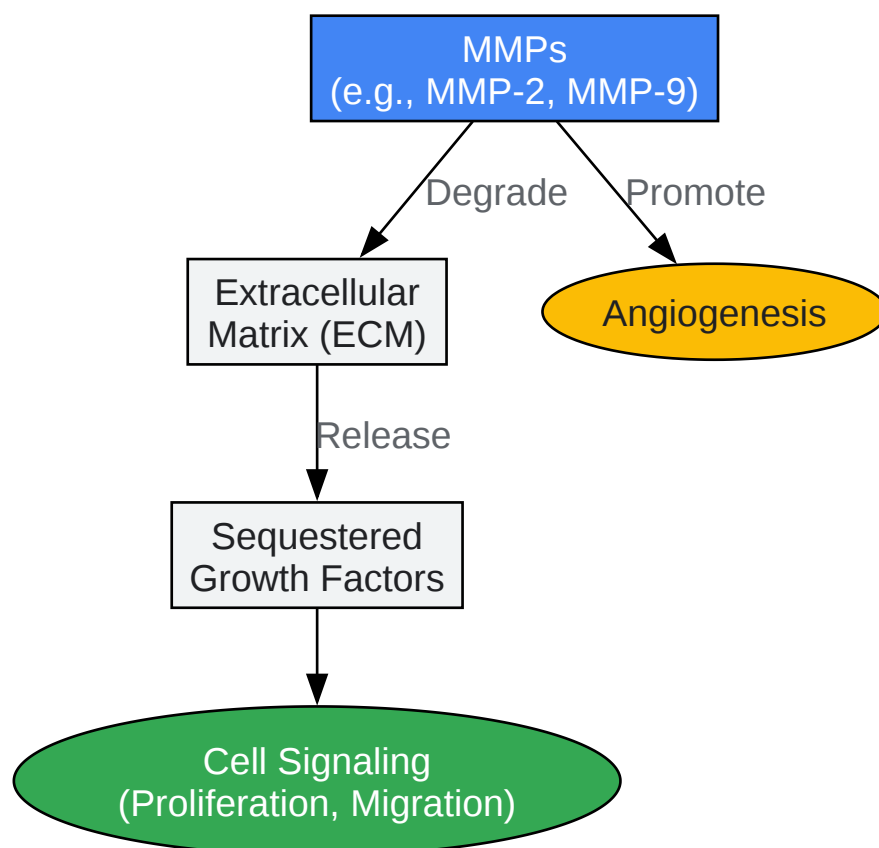 MMPs
(e.g., MMP-2, MMP-9)
Degrade
Promote
Extracellular
Matrix (ECM)
Angiogenesis
Release
Sequestered
Growth Factors
Cell Signaling
(Proliferation, Migration)